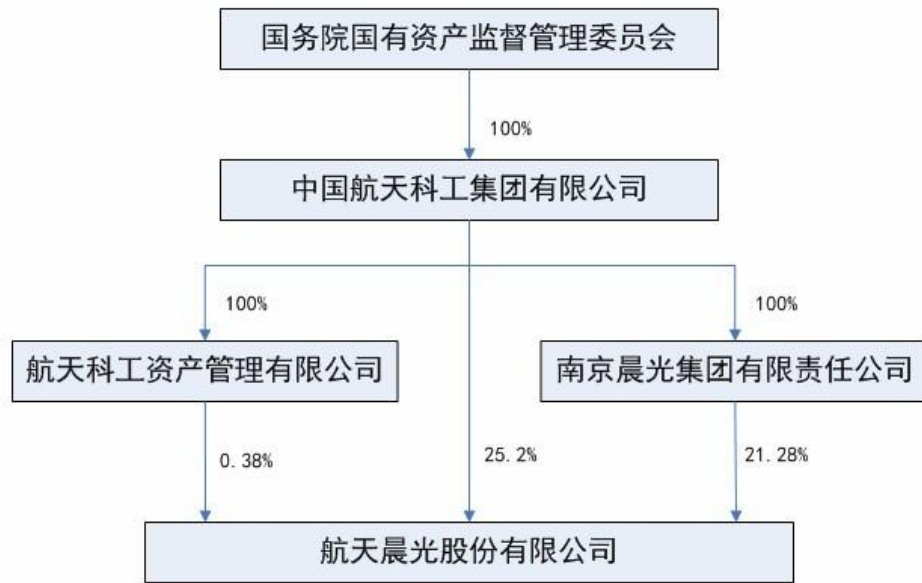 国务院国有资产监督管理委员会
100%
中国航天科工集团有限公司
100%
100%
航天科工资产管理有限公司
南京晨光集团有限责任公司
0.38%
25.2%
21.28%
航天晨光股份有限公司